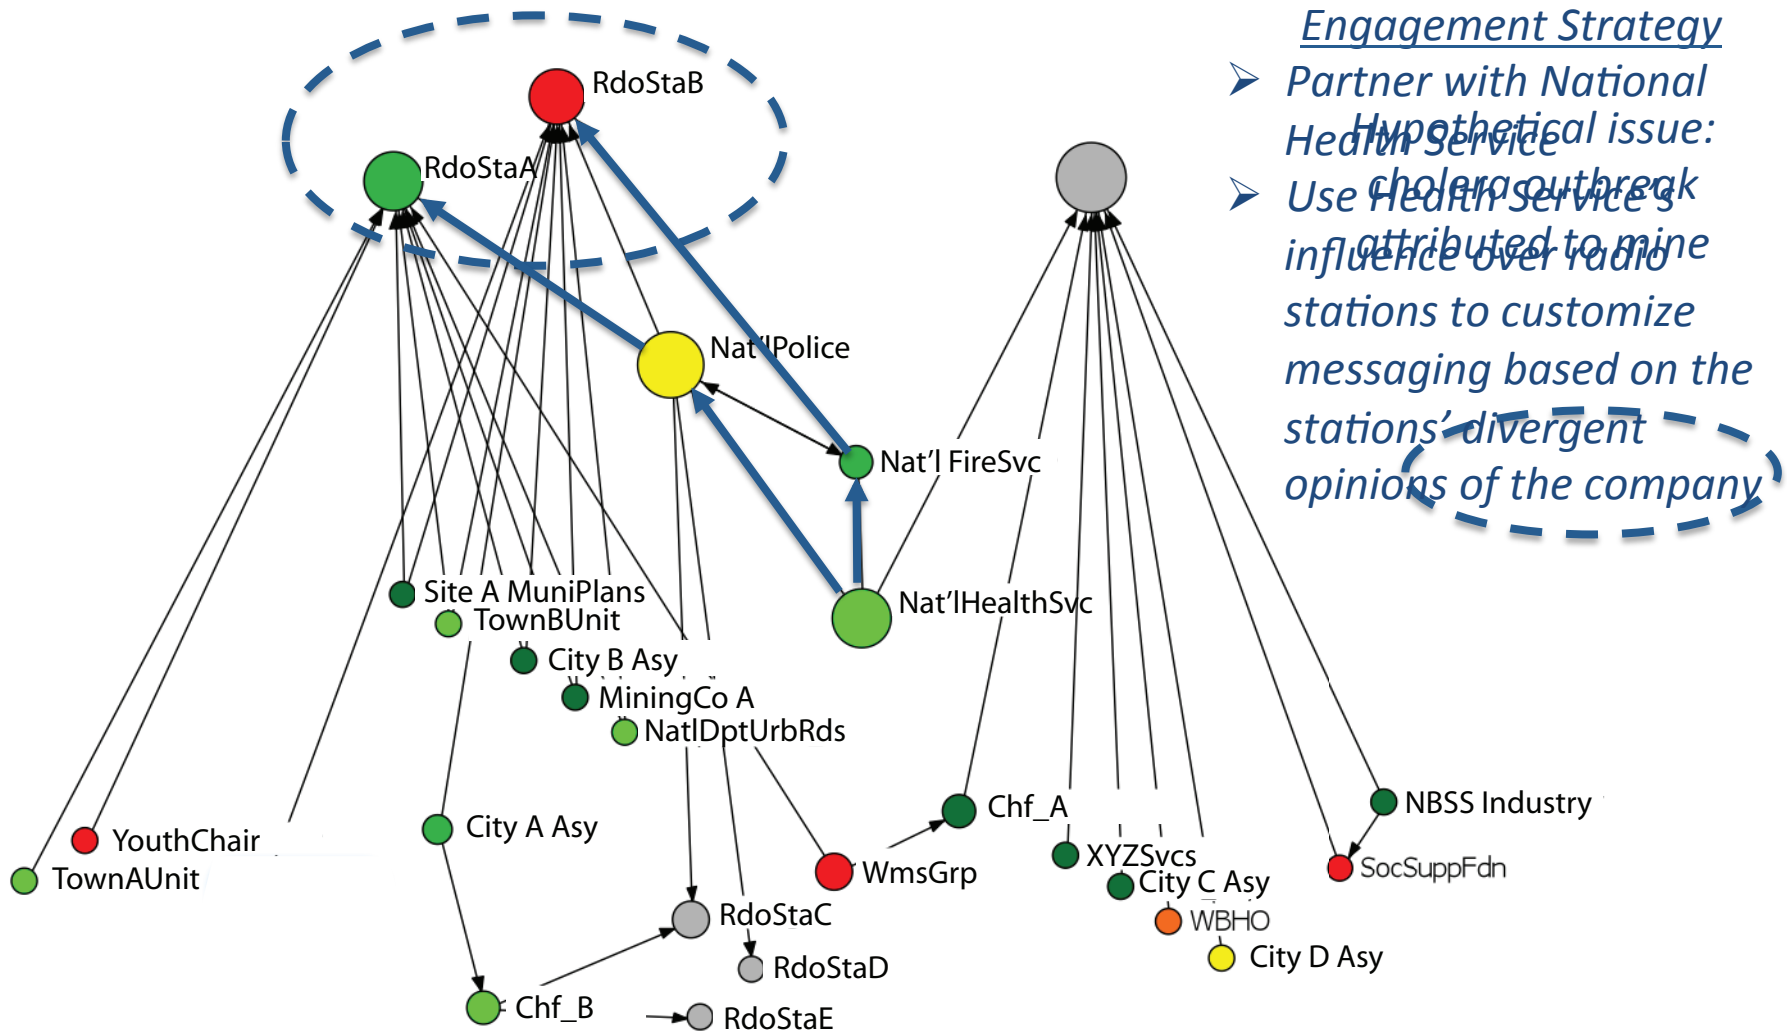 Engagement Strategy
➢ Partner with National
Health Service
➢ Use Health Service's
influence over radio
stations to customize
messaging based on the
stations' divergent
opinions of the company
Hypothetical issue:
cholera outbreak
attributed to mine
RdoStaB
RdoStaA
Nat'lPolice
Nat'l FireSvc
Nat'lHealthSvc
Site A MuniPlans
TownBUnit
City B Asy
MiningCo A
NatlDptUrbRds
YouthChair
TownAUnit
City A Asy
Chf_A
WmsGrp
RdoStaC
RdoStaD
Chf_B
RdoStaE
XYZSvcs
City C Asy
WBHO
City D Asy
NBSS Industry
SocSuppFdn